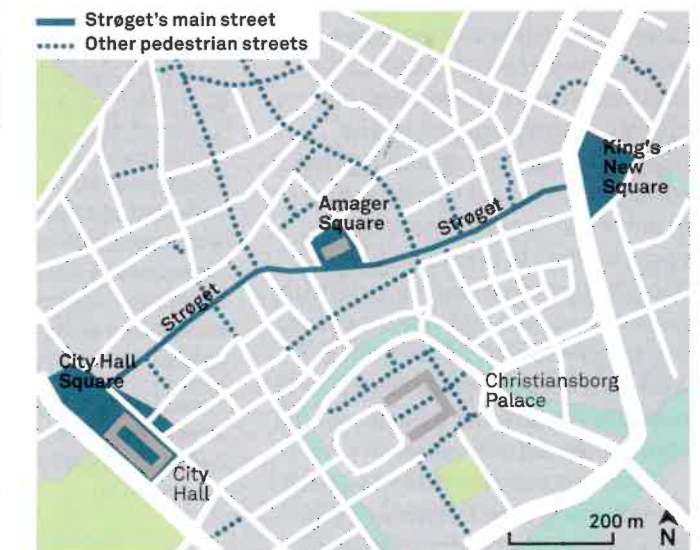 Strøget's main street
Other pedestrian streets
King's
New
Square
Amager
Square
Strøget
Strøget
City Hall
Square
Christiansborg
Palace
City
Hall
200 m
N